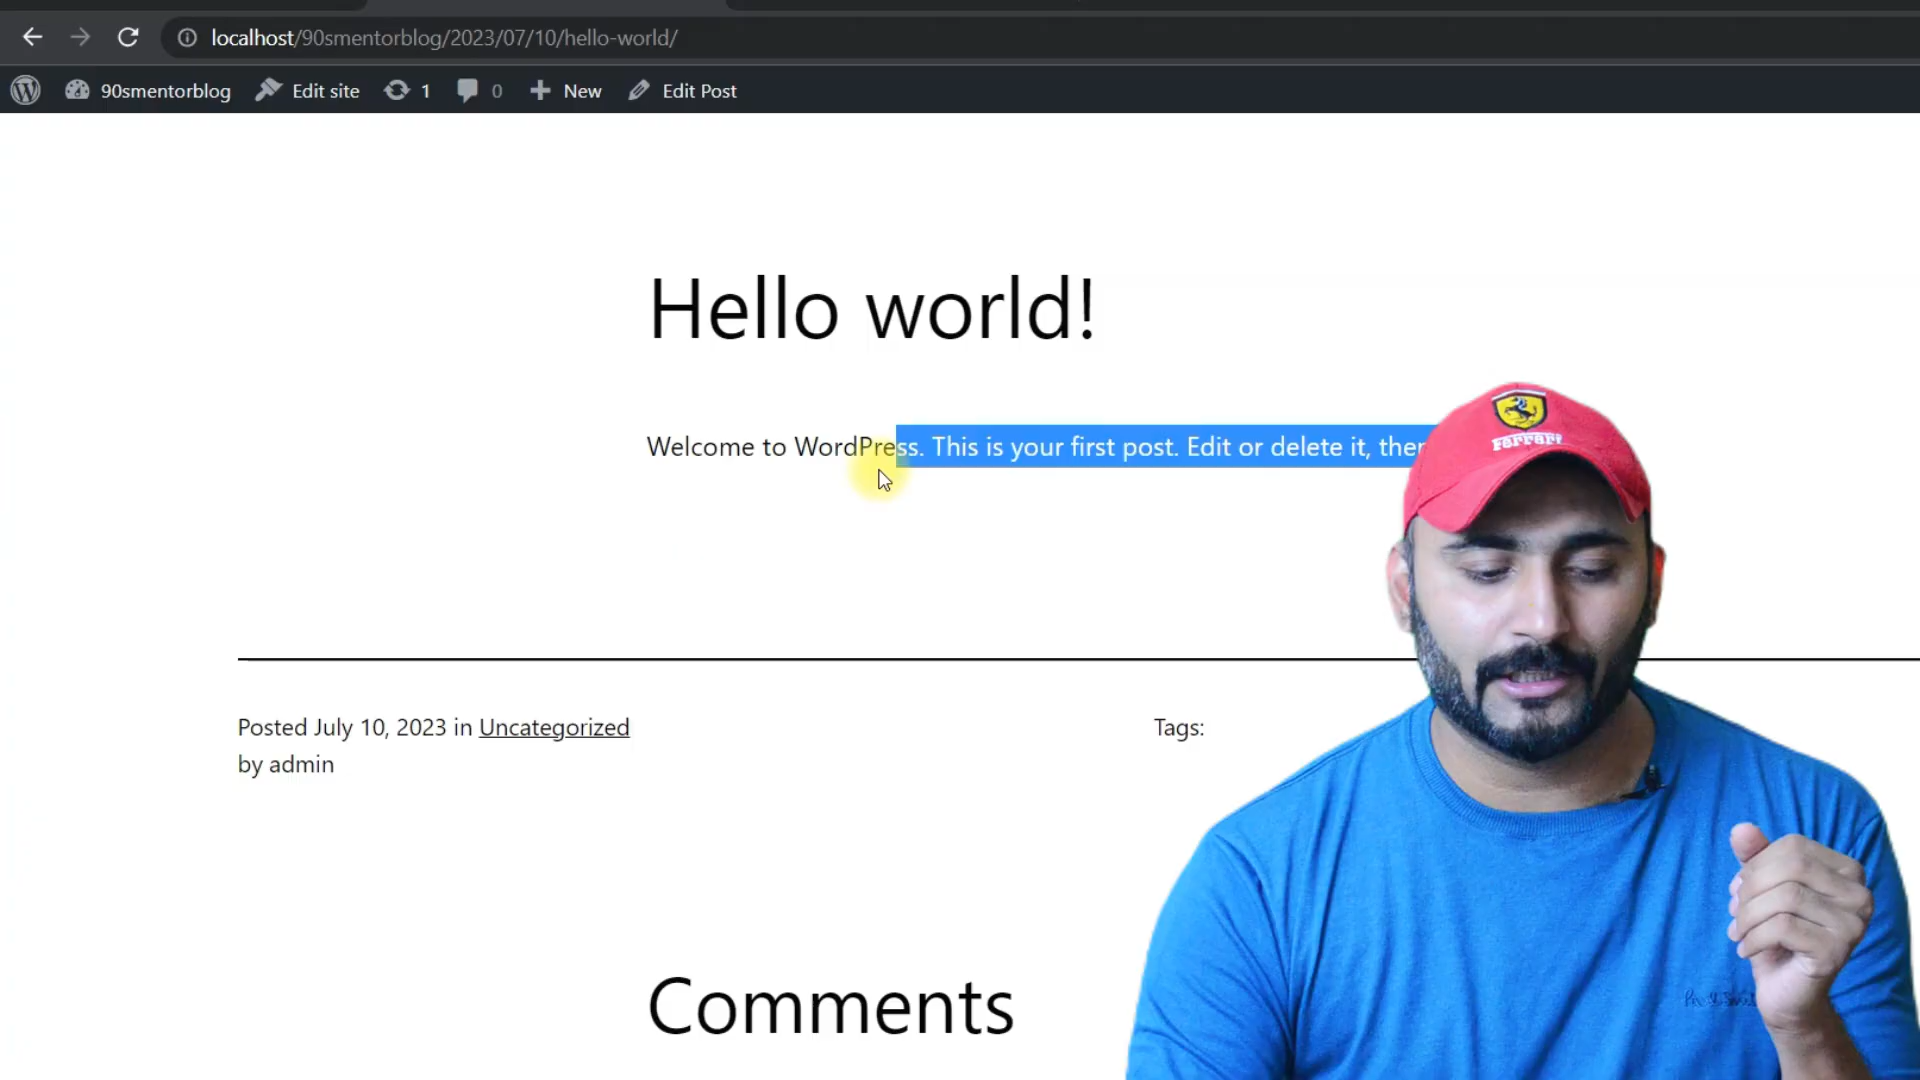 localhost/90smentorblog/2023/07/10/hello-world/
90smentorblog Edit site 1 0 New Edit Post
Hello world!
Welcome to WordPress. This is your first post. Edit or delete it, then
Ferrari
Posted July 10, 2023 in Uncategorized
by admin
Tags:
Comments